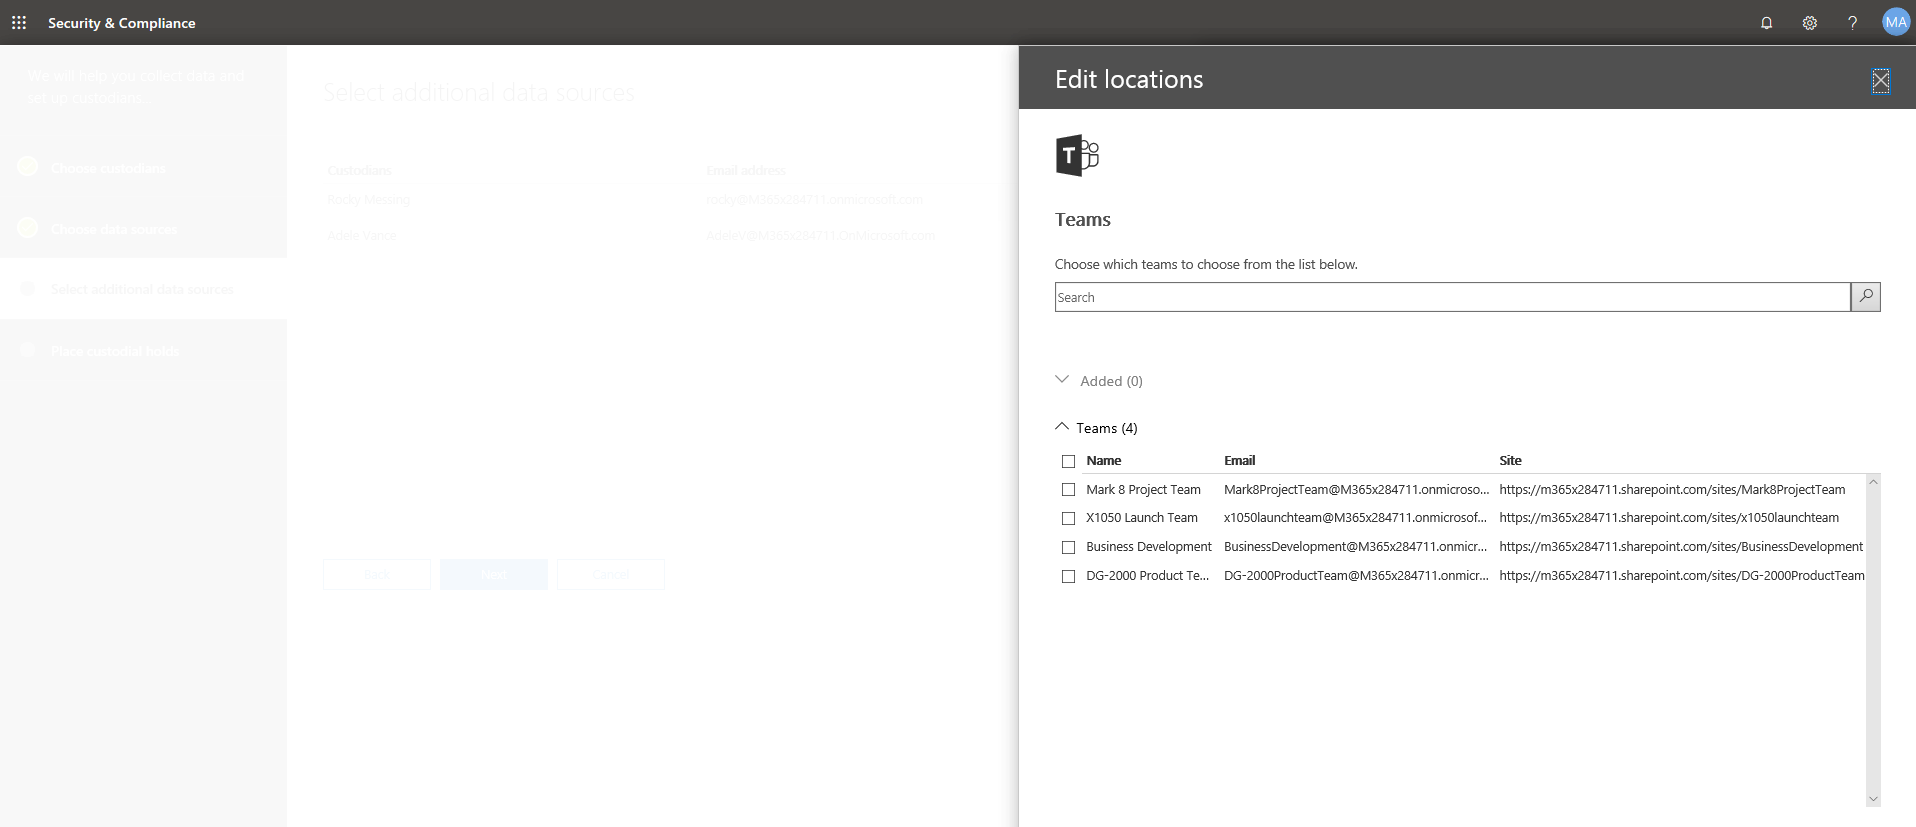 Security & Compliance
?
MA
We will help you collect data and
set up custodians.
Choose custodians
Choose data sources
Select additional data sources
Place custodial holds
Select additional data sources
Custodians Email address
Rocky Messing rocky@M365x284711.onmicrosoft.com
Adele Vance AdeleV@M365x284711.OnMicrosoft.com
Back Next Cancel
Edit locations
T
Teams
Choose which teams to choose from the list below.
Search
Added (0)
Teams (4)
Name Email Site
Mark 8 Project Team Mark8ProjectTeam@M365x284711.onmicroso... https://m365x284711.sharepoint.com/sites/Mark8ProjectTeam
X1050 Launch Team x1050launchteam@M365x284711.onmicrosof... https://m365x284711.sharepoint.com/sites/x1050launchteam
Business Development BusinessDevelopment@M365x284711.onmicr... https://m365x284711.sharepoint.com/sites/BusinessDevelopment
DG-2000 Product Te... DG-2000ProductTeam@M365x284711.onmicr... https://m365x284711.sharepoint.com/sites/DG-2000ProductTeam